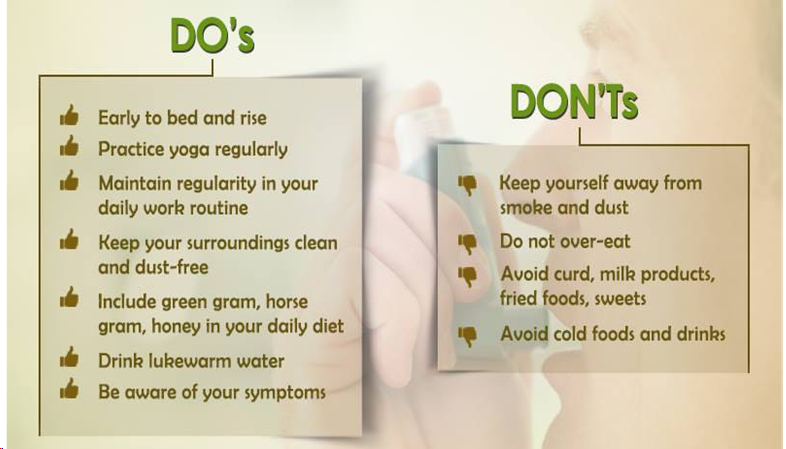 DO's
Early to bed and rise
Practice yoga regularly
Maintain regularity in your
daily work routine
Keep your surroundings clean
and dust-free
Include green gram, horse
gram, honey in your daily diet
Drink lukewarm water
Be aware of your symptoms
DON'Ts
Keep yourself away from
smoke and dust
Do not over-eat
Avoid curd, milk products,
fried foods, sweets
Avoid cold foods and drinks